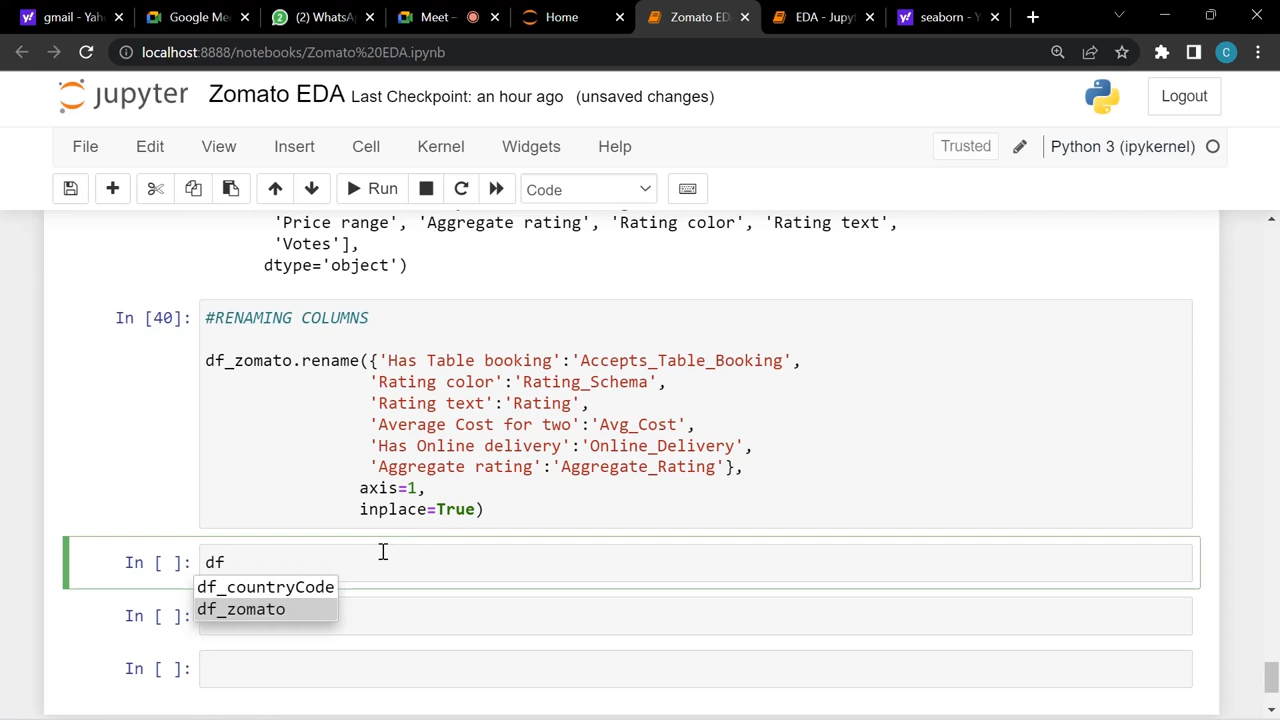 gmail - Yaho
Google Me
(2) WhatsA
Meet –
Home
Zomato ED
EDA - Jupyt
seaborn - Y
localhost:8888/notebooks/Zomato%20EDA.ipynb
C
jupyter Zomato EDA Last Checkpoint: an hour ago (unsaved changes)
Logout
File Edit View Insert Cell Kernel Widgets Help
Trusted
Python 3 (ipykernel)
Run
Code
'Price range', 'Aggregate rating', 'Rating color', 'Rating text',
'Votes'],
dtype='object')
In [40]: #RENAMING COLUMNS
df_zomato.rename({'Has Table booking':'Accepts_Table_Booking',
'Rating color':'Rating_Schema',
'Rating text':'Rating',
'Average Cost for two':'Avg_Cost',
'Has Online delivery':'Online_Delivery',
'Aggregate rating':'Aggregate_Rating'},
axis=1,
inplace=True)
In [ ]: df
df_countryCode
df_zomato
In [ ]:
In [ ]: